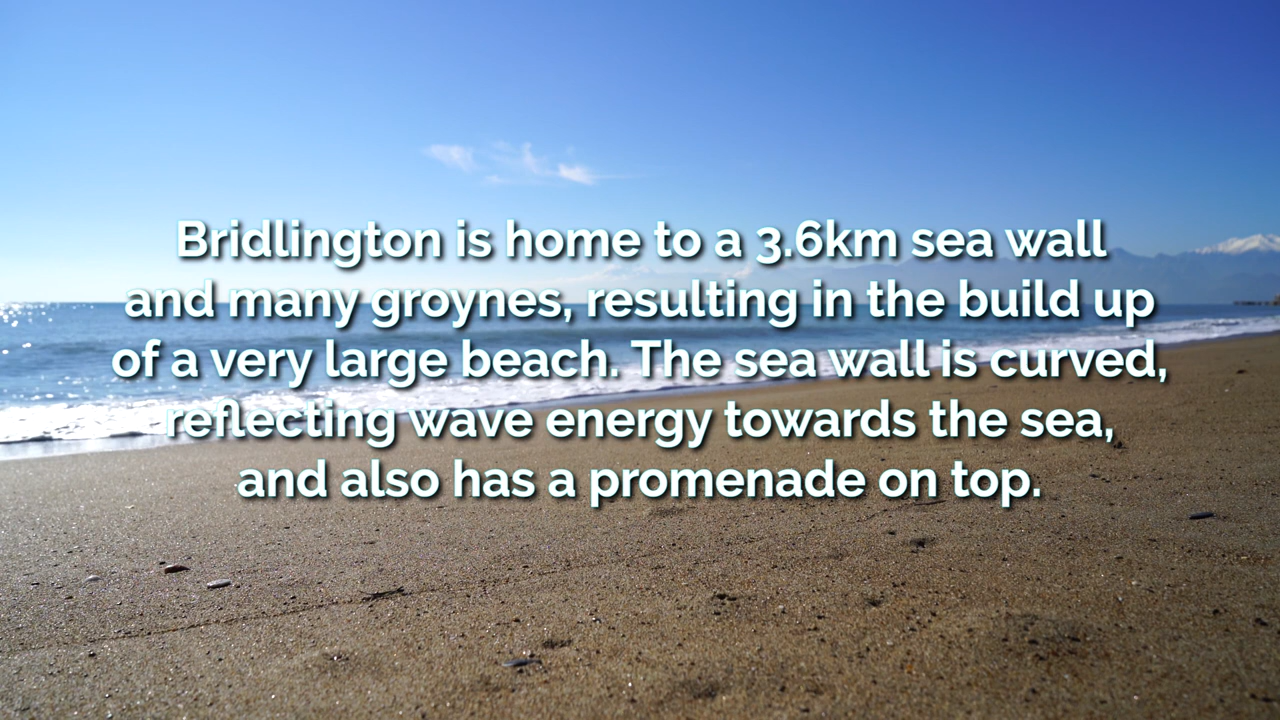 Bridlington is home to a 3.6km sea wall
and many groynes, resulting in the build up
of a very large beach. The sea wall is curved,
reflecting wave energy towards the sea,
and also has a promenade on top.